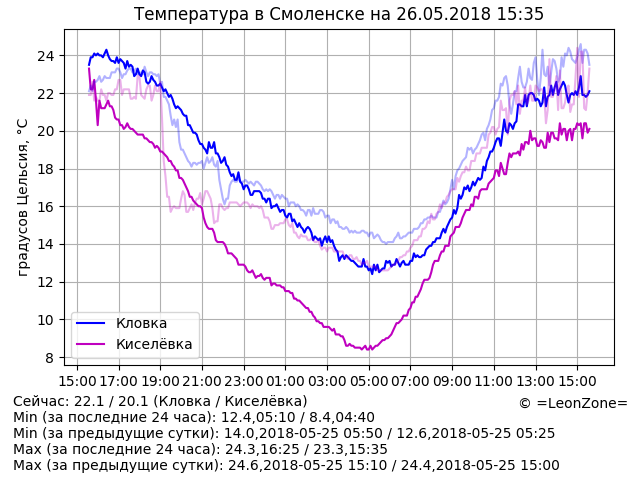 Температура в Смоленске на 26.05.2018 15:35
градусов Цельсия, °C
24
22
20
18
16
14
12
10
8
Кловка
Киселёвка
15:00 17:00 19:00 21:00 23:00 01:00 03:00 05:00 07:00 09:00 11:00 13:00 15:00
Сейчас: 22.1 / 20.1 (Кловка / Киселёвка)
© =LeonZone=
Min (за последние 24 часа): 12.4,05:10 / 8.4,04:40
Min (за предыдущие сутки): 14.0,2018-05-25 05:50 / 12.6,2018-05-25 05:25
Max (за последние 24 часа): 24.3,16:25 / 23.3,15:35
Max (за предыдущие сутки): 24.6,2018-05-25 15:10 / 24.4,2018-05-25 15:00